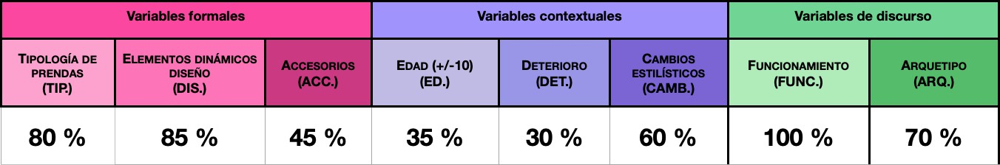 Variables formales
Variables contextuales
Variables de discurso
TIPOLOGÍA DE
PRENDAS
(TIP.)
ELEMENTOS DINÁMICOS
DISEÑO
(DIS.)
ACCESORIOS
(ACC.)
EDAD (+/-10)
(ED.)
DETERIORO
(DET.)
CAMBIOS
ESTILÍSTICOS
(CAMB.)
FUNCIONAMIENTO
(FUNC.)
ARQUETIPO
(ARQ.)
80 %
85 %
45 %
35 %
30 %
60 %
100 %
70 %